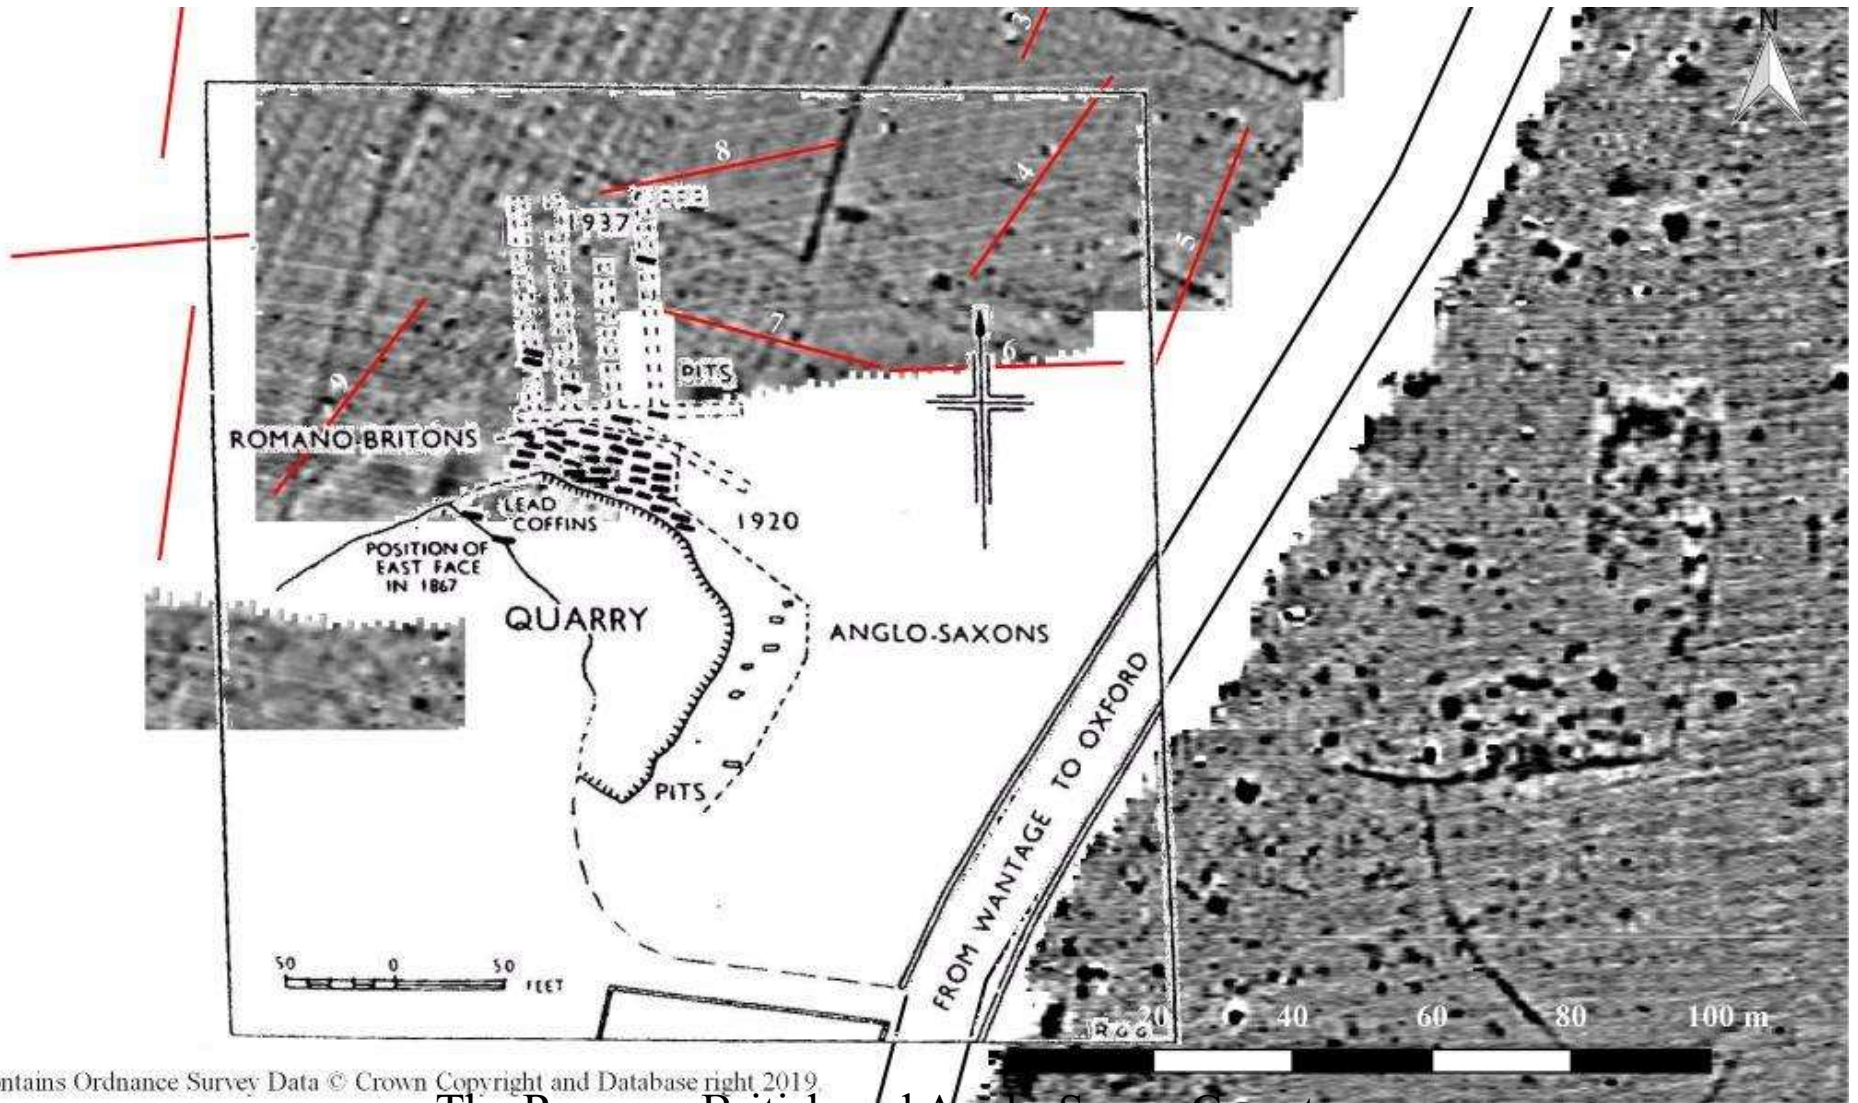 N
3
8
4
1937
5
7
6
PITS
9
ROMANO-BRITONS
LEAD
COFFINS
1920
POSITION OF
EAST FACE
IN 1867
QUARRY
ANGLO-SAXONS
PITS
FROM WANTAGE TO OXFORD
50 0 50
FEET
20 40 60 80 100 m
R G G
ntains Ordnance Survey Data © Crown Copyright and Database right 2019.